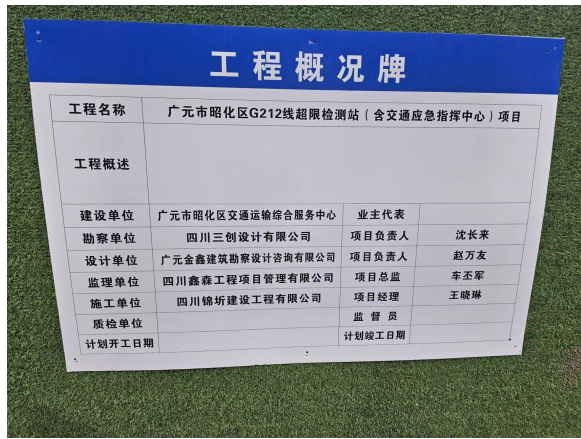 工程概况牌
工程名称 广元市昭化区G212线超限检测站（含交通应急指挥中心）项目
工程概述
建设单位 广元市昭化区交通运输综合服务中心 业主代表
勘察单位 四川三创设计有限公司 项目负责人 沈长来
设计单位 广元金鑫建筑勘察设计咨询有限公司 项目负责人 赵万友
监理单位 四川鑫森工程项目管理有限公司 项目总监 车丕军
施工单位 四川锦圻建设工程有限公司 项目经理 王晓琳
质检单位 监督员
计划开工日期 计划竣工日期